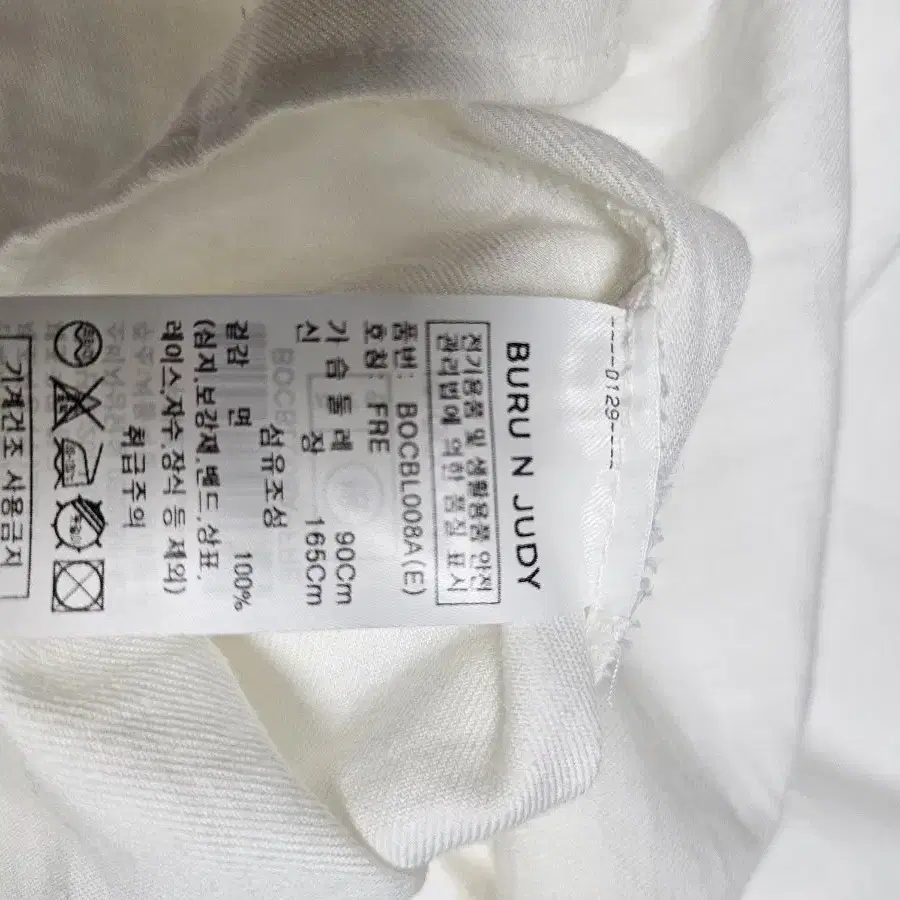 ----0129----
BURU N JUDY
전기용품 및 생활용품 안전
관리법에 의한 품질 표시
품번: BOCBL008A(E)
호칭: FRE
가 슴 둘 레 90Cm
신 장 165Cm
섬유조성
겉감 면 100%
(심지,보강재,밴드,상표,
레이스,자수,장식 등 제외)
취급주의
기계건조 사용금지